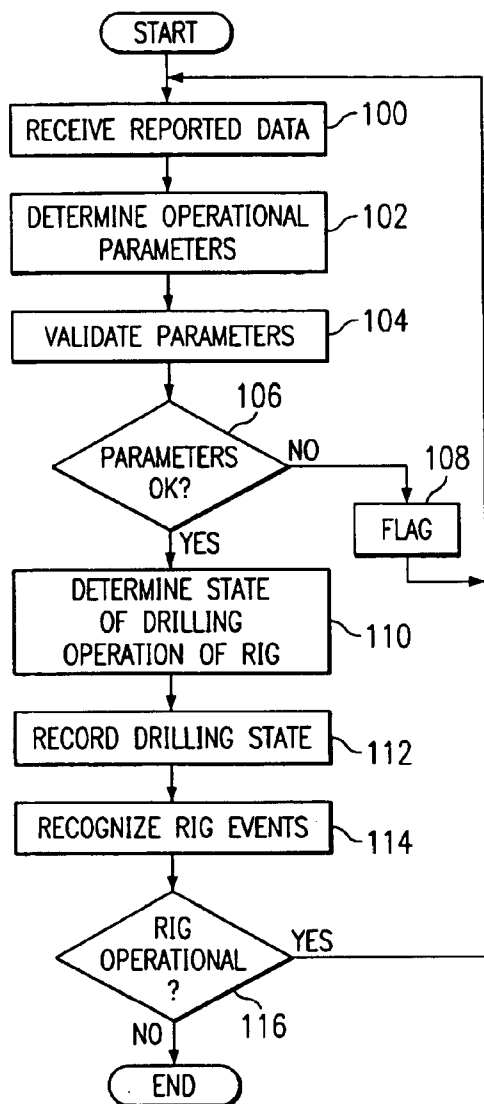 START
RECEIVE REPORTED DATA
100
DETERMINE OPERATIONAL
PARAMETERS
102
VALIDATE PARAMETERS
104
106
PARAMETERS
OK?
NO
108
FLAG
YES
DETERMINE STATE
OF DRILLING
OPERATION OF RIG
110
RECORD DRILLING STATE
112
RECOGNIZE RIG EVENTS
114
RIG
OPERATIONAL
?
YES
116
NO
END